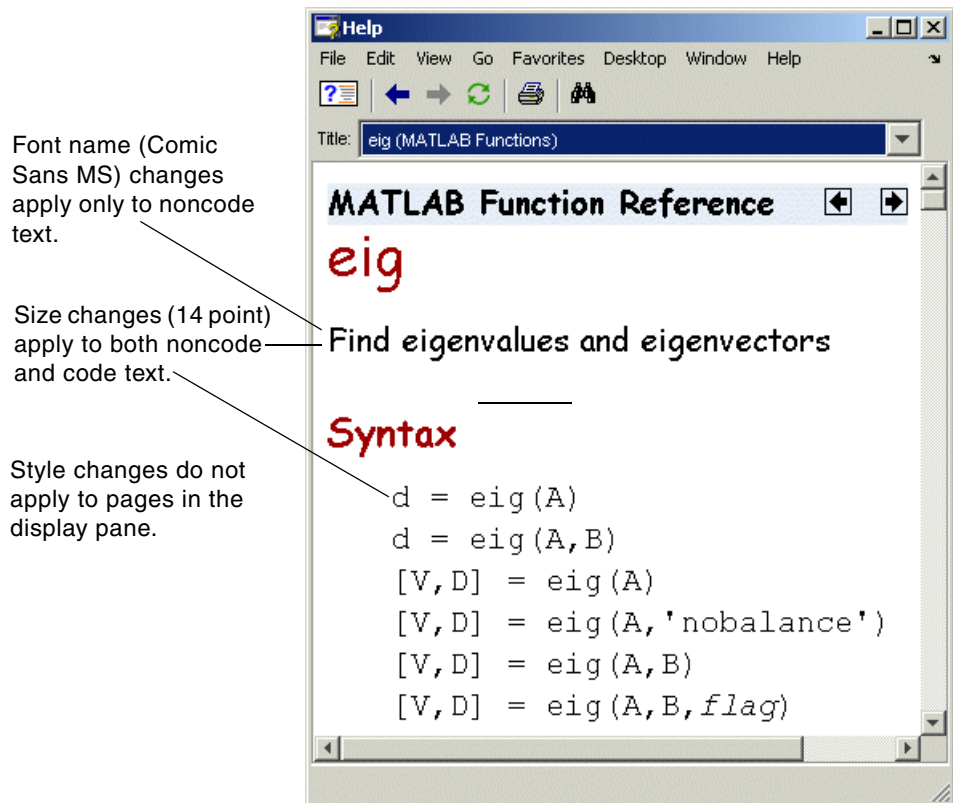 Help
File Edit View Go Favorites Desktop Window Help
Title: eig (MATLAB Functions)
Font name (Comic
Sans MS) changes
apply only to noncode
text.
Size changes (14 point)
apply to both noncode
and code text.
Style changes do not
apply to pages in the
display pane.
MATLAB Function Reference
eig
Find eigenvalues and eigenvectors
Syntax
d = eig(A)
d = eig(A,B)
[V,D] = eig(A)
[V,D] = eig(A,'nobalance')
[V,D] = eig(A,B)
[V,D] = eig(A,B,flag)